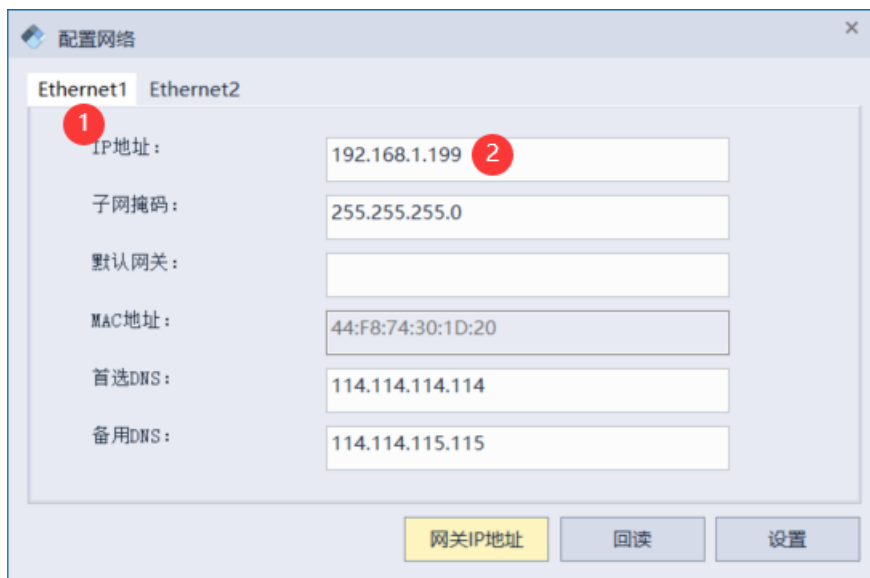 配置网络
Ethernet1 Ethernet2
1
IP地址： 192.168.1.199 2
子网掩码： 255.255.255.0
默认网关：
MAC地址： 44:F8:74:30:1D:20
首选DNS： 114.114.114.114
备用DNS： 114.114.115.115
网关IP地址 回读 设置